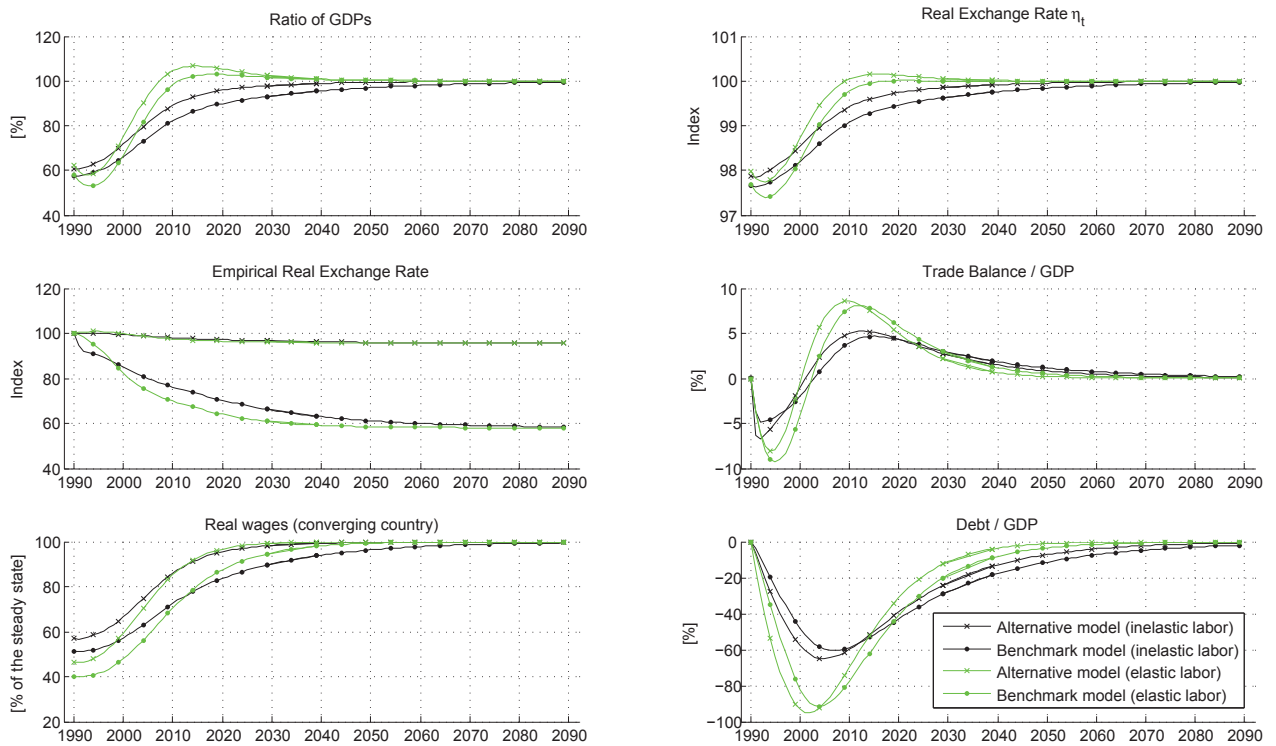 Ratio of GDPs
120
100
80
60
40
[%]
1990 2000 2010 2020 2030 2040 2050 2060 2070 2080 2090
Real Exchange Rate ηt
101
100
99
98
97
Index
1990 2000 2010 2020 2030 2040 2050 2060 2070 2080 2090
Empirical Real Exchange Rate
120
100
80
60
40
Index
1990 2000 2010 2020 2030 2040 2050 2060 2070 2080 2090
Trade Balance / GDP
10
5
0
−5
−10
[%]
1990 2000 2010 2020 2030 2040 2050 2060 2070 2080 2090
Real wages (converging country)
100
80
60
40
20
[% of the steady state]
1990 2000 2010 2020 2030 2040 2050 2060 2070 2080 2090
Debt / GDP
0
−20
−40
−60
−80
−100
[%]
1990 2000 2010 2020 2030 2040 2050 2060 2070 2080 2090
Alternative model (inelastic labor)
Benchmark model (inelastic labor)
Alternative model (elastic labor)
Benchmark model (elastic labor)